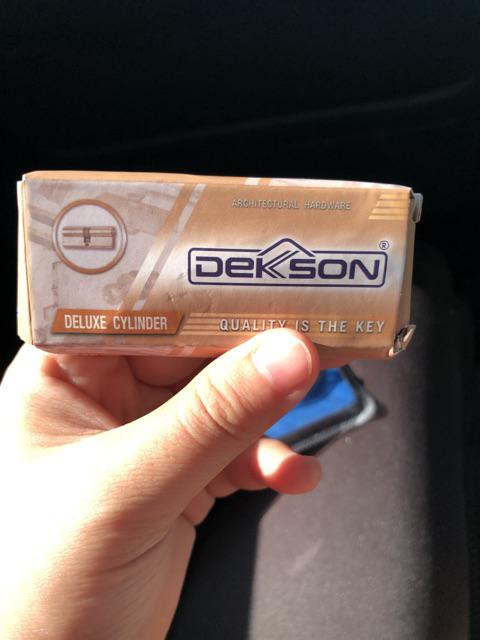 ARCHITECTURAL HARDWARE
DEKSON®
DELUXE CYLINDER
QUALITY IS THE KEY